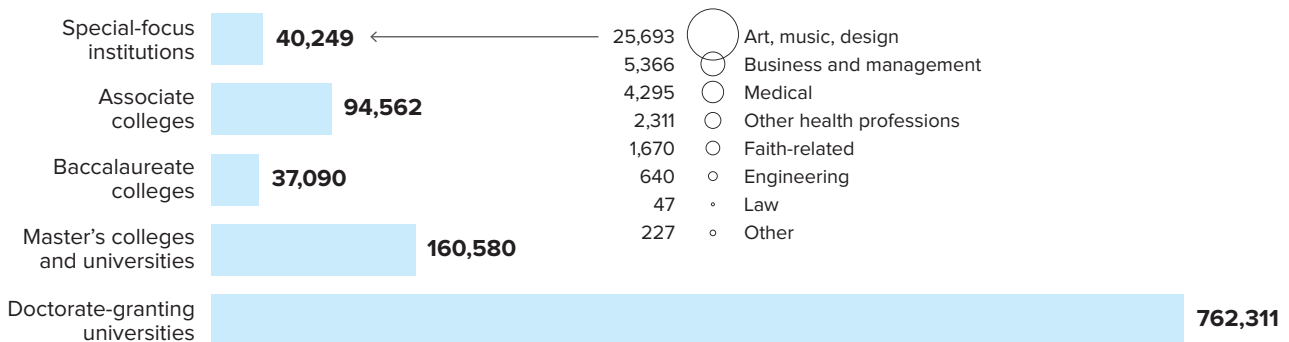 Special-focus
institutions
40,249
25,693 Art, music, design
5,366 Business and management
4,295 Medical
2,311 Other health professions
1,670 Faith-related
640 Engineering
47 Law
227 Other
Associate
colleges
94,562
Baccalaureate
colleges
37,090
Master’s colleges
and universities
160,580
Doctorate-granting
universities
762,311